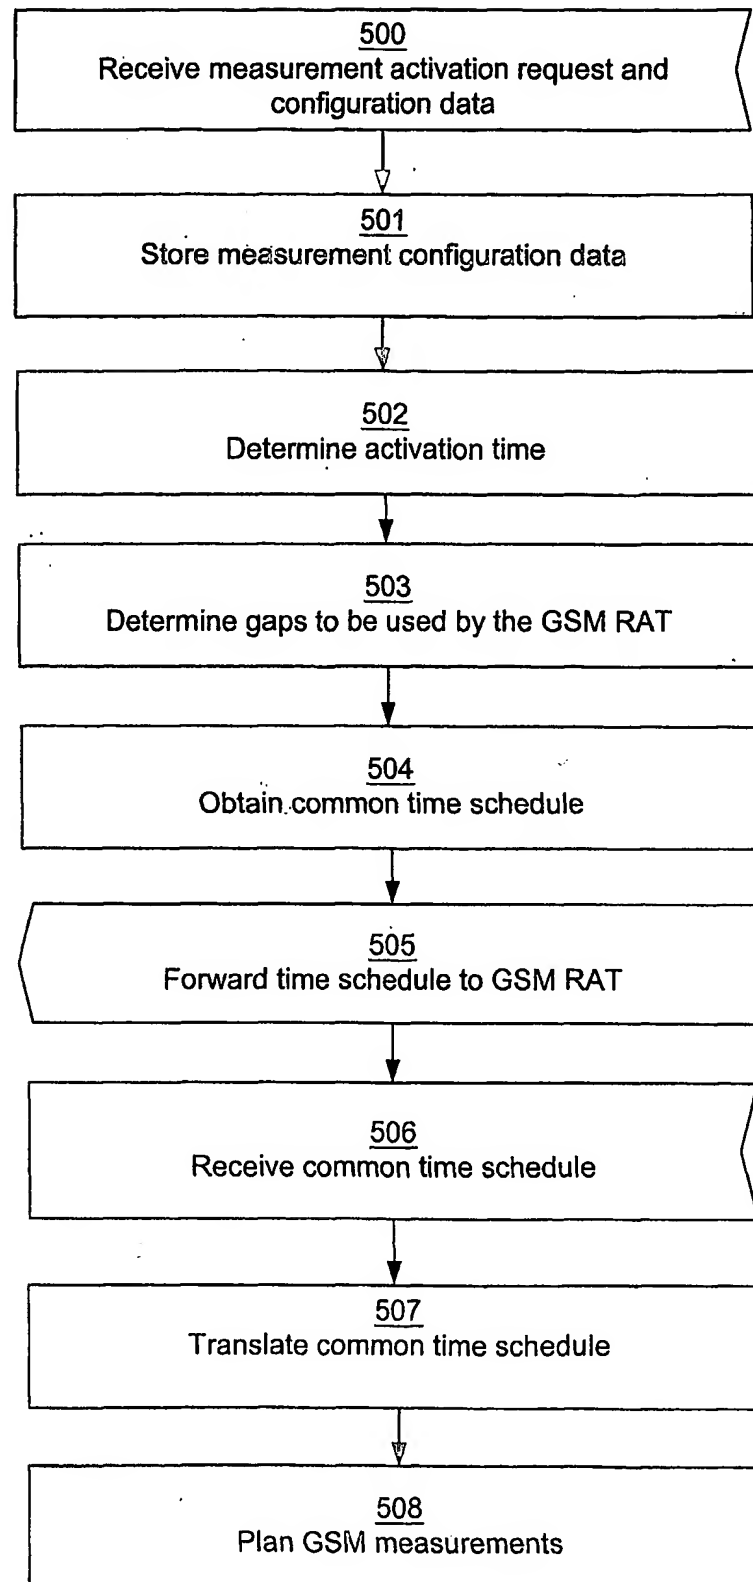 500
Receive measurement activation request and
configuration data
501
Store measurement configuration data
502
Determine activation time
503
Determine gaps to be used by the GSM RAT
504
Obtain common time schedule
505
Forward time schedule to GSM RAT
506
Receive common time schedule
507
Translate common time schedule
508
Plan GSM measurements